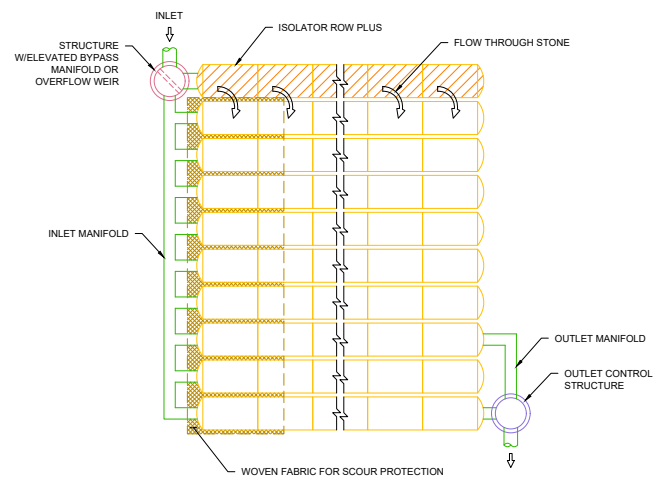 INLET
ISOLATOR ROW PLUS
STRUCTURE
W/ELEVATED BYPASS
MANIFOLD OR
OVERFLOW WEIR
FLOW THROUGH STONE
INLET MANIFOLD
OUTLET MANIFOLD
OUTLET CONTROL
STRUCTURE
WOVEN FABRIC FOR SCOUR PROTECTION